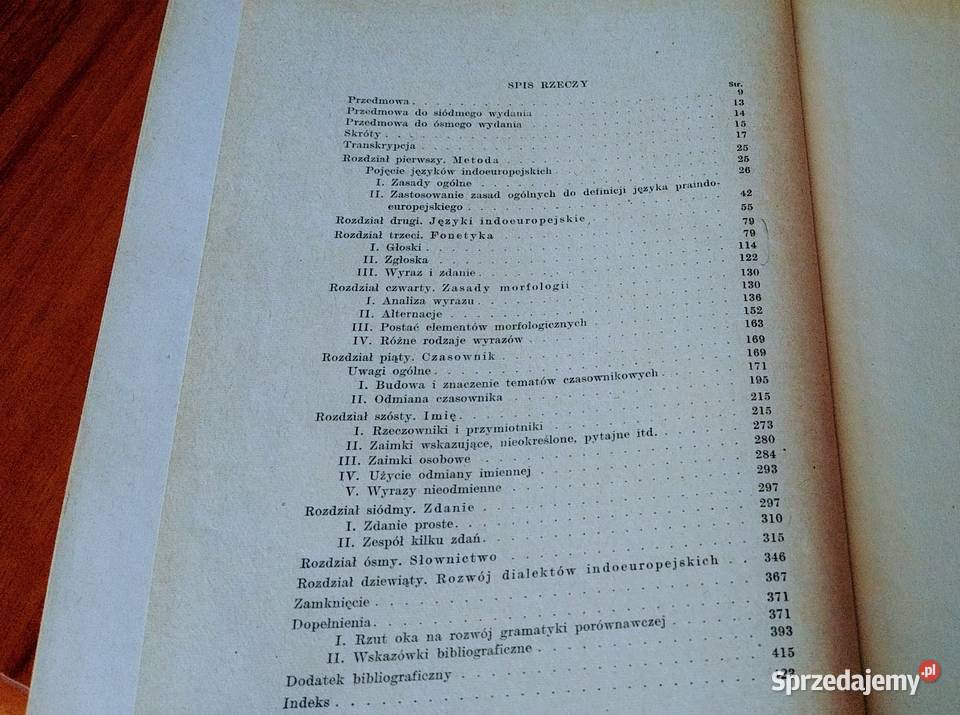 SPIS RZECZY
Str.
Przedmowa . . . 9
Przedmowa do siódmego wydania . . . 13
Przedmowa do ósmego wydania . . . 14
Skróty . . . 15
Transkrypcja . . . 17
Rozdział pierwszy. Metoda . . . 25
Pojęcie języków indoeuropejskich . . . 25
I. Zasady ogólne . . . 26
II. Zastosowanie zasad ogólnych do definicji języka praindo-
europejskiego . . . 42
Rozdział drugi. Języki indoeuropejskie . . . 55
Rozdział trzeci. Fonetyka . . . 79
I. Głoski . . . 79
II. Zgłoska . . . 114
III. Wyraz i zdanie . . . 122
Rozdział czwarty. Zasady morfologii . . . 130
I. Analiza wyrazu . . . 130
II. Alternacje . . . 136
III. Postać elementów morfologicznych . . . 152
IV. Różne rodzaje wyrazów . . . 163
Rozdział piąty. Czasownik . . . 169
Uwagi ogólne . . . 169
I. Budowa i znaczenie tematów czasownikowych . . . 171
II. Odmiana czasownika . . . 195
Rozdział szósty. Imię . . . 215
I. Rzeczowniki i przymiotniki . . . 215
II. Zaimki wskazujące, nieokreślone, pytajne itd. . . . 273
III. Zaimki osobowe . . . 280
IV. Użycie odmiany imiennej . . . 284
V. Wyrazy nieodmienne . . . 293
Rozdział siódmy. Zdanie . . . 297
I. Zdanie proste . . . 297
II. Zespół kilku zdań . . . 310
Rozdział ósmy. Słownictwo . . . 315
Rozdział dziewiąty. Rozwój dialektów indoeuropejskich . . . 346
Zamknięcie . . . 367
Dopełnienia . . . 371
I. Rzut oka na rozwój gramatyki porównawczej . . . 371
II. Wskazówki bibliograficzne . . . 393
Dodatek bibliograficzny . . . 415
Indeks . . .
Sprzedajemy.pl